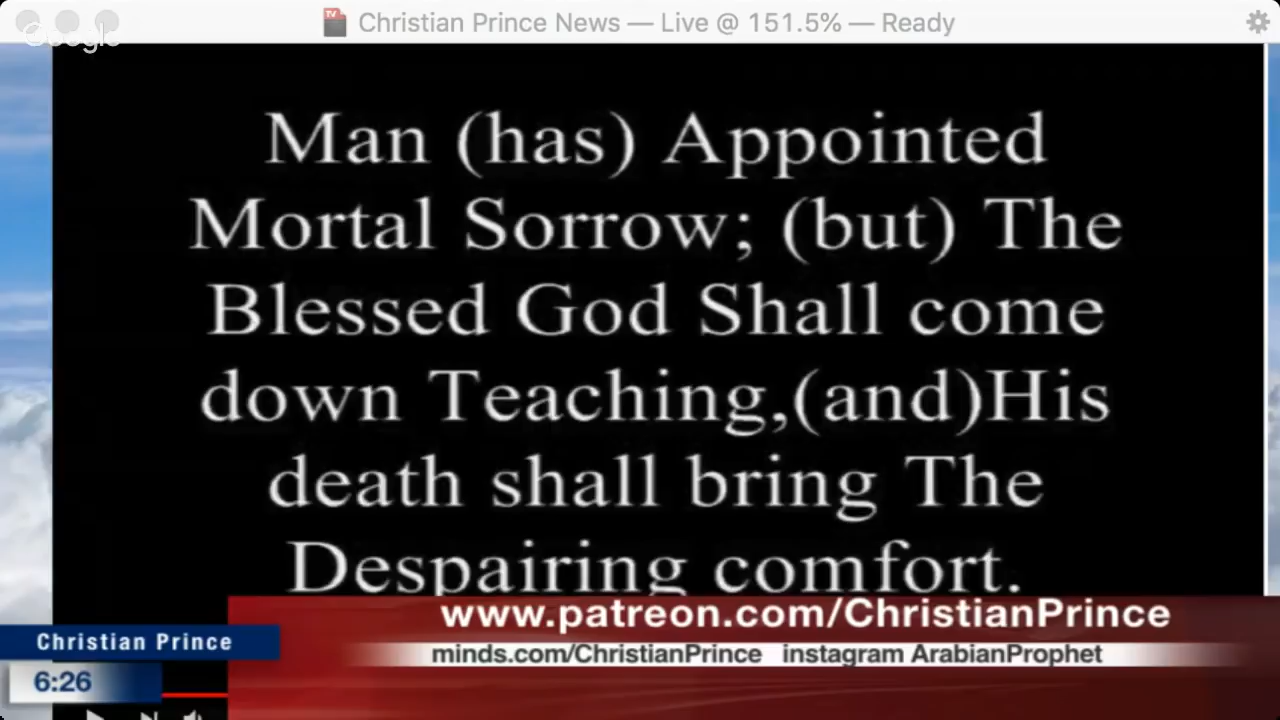 Christian Prince News — Live @ 151.5% — Ready
Google
Man (has) Appointed
Mortal Sorrow; (but) The
Blessed God Shall come
down Teaching,(and)His
death shall bring The
Despairing comfort.
www.patreon.com/ChristianPrince
Christian Prince
minds.com/ChristianPrince instagram ArabianProphet
6:26